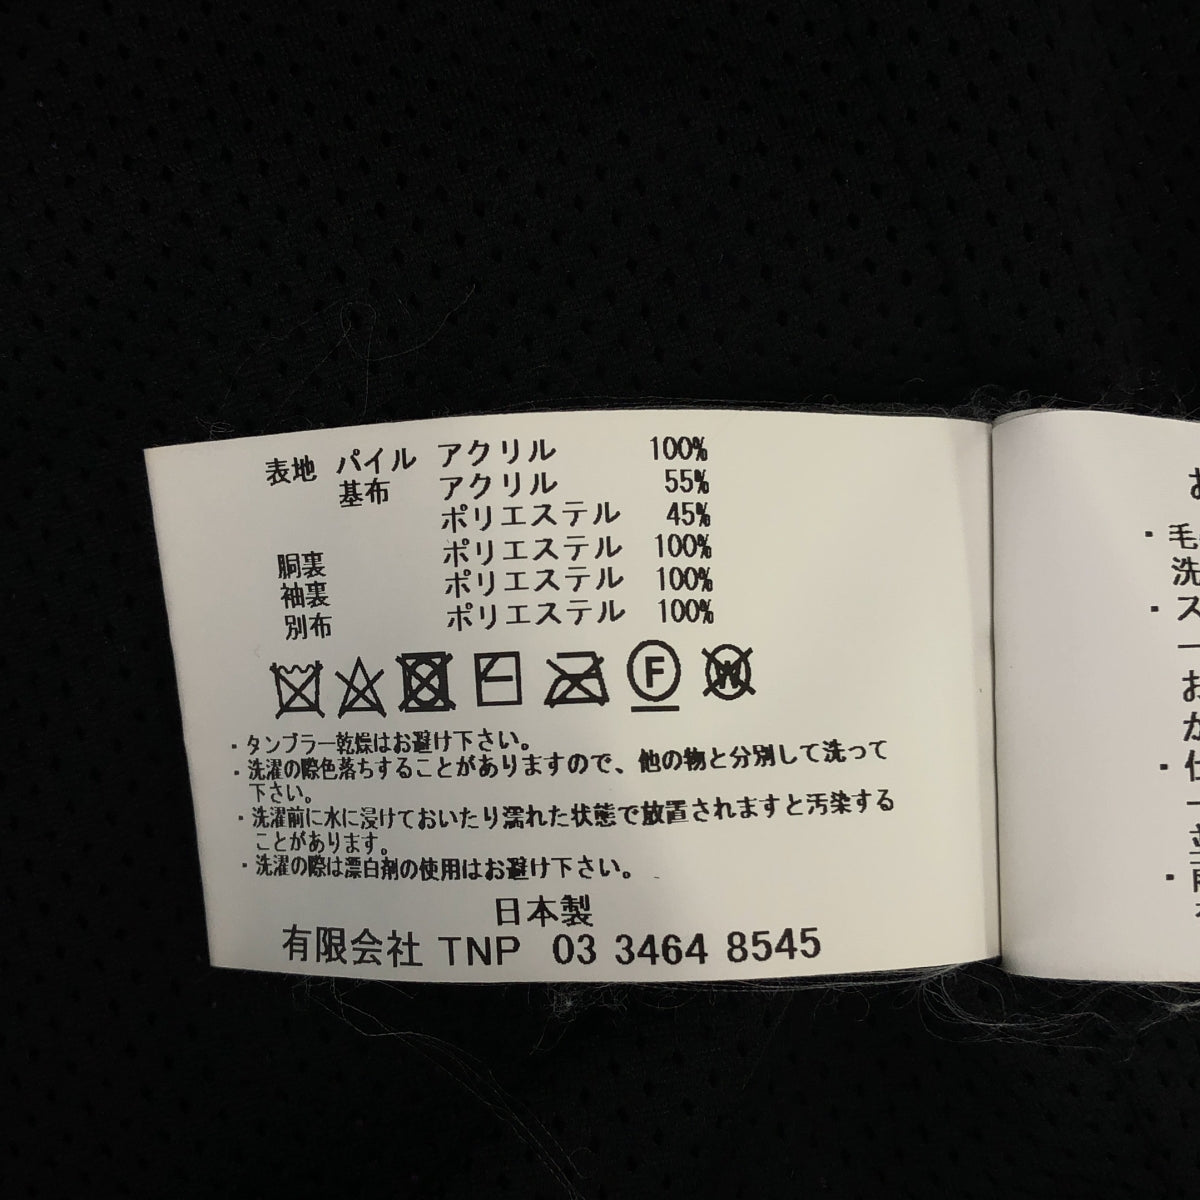 表地 パイル アクリル 100%
基布 アクリル 55%
ポリエステル 45%
胴裏 ポリエステル 100%
袖裏 ポリエステル 100%
別布 ポリエステル 100%
F W
・タンブラー乾燥はお避け下さい。
・洗濯の際色落ちすることがありますので、他の物と分別して洗って
下さい。
・洗濯前に水に浸けておいたり濡れた状態で放置されますと汚染する
ことがあります。
・洗濯の際は漂白剤の使用はお避け下さい。
日本製
有限会社 TNP 03 3464 8545
・毛
洗
・ス
ー
お
か
・仕
ー